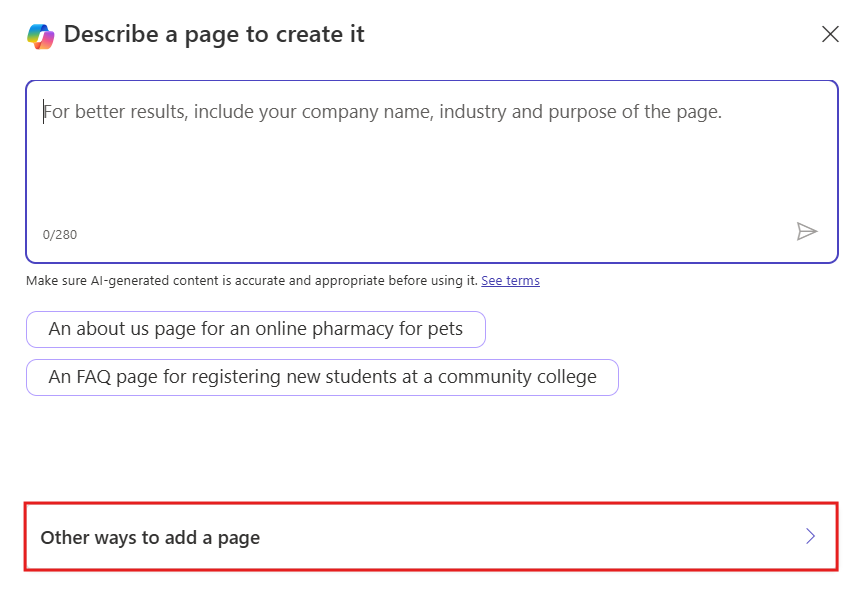 Describe a page to create it
For better results, include your company name, industry and purpose of the page.
0/280
Make sure AI-generated content is accurate and appropriate before using it. See terms
An about us page for an online pharmacy for pets
An FAQ page for registering new students at a community college
Other ways to add a page